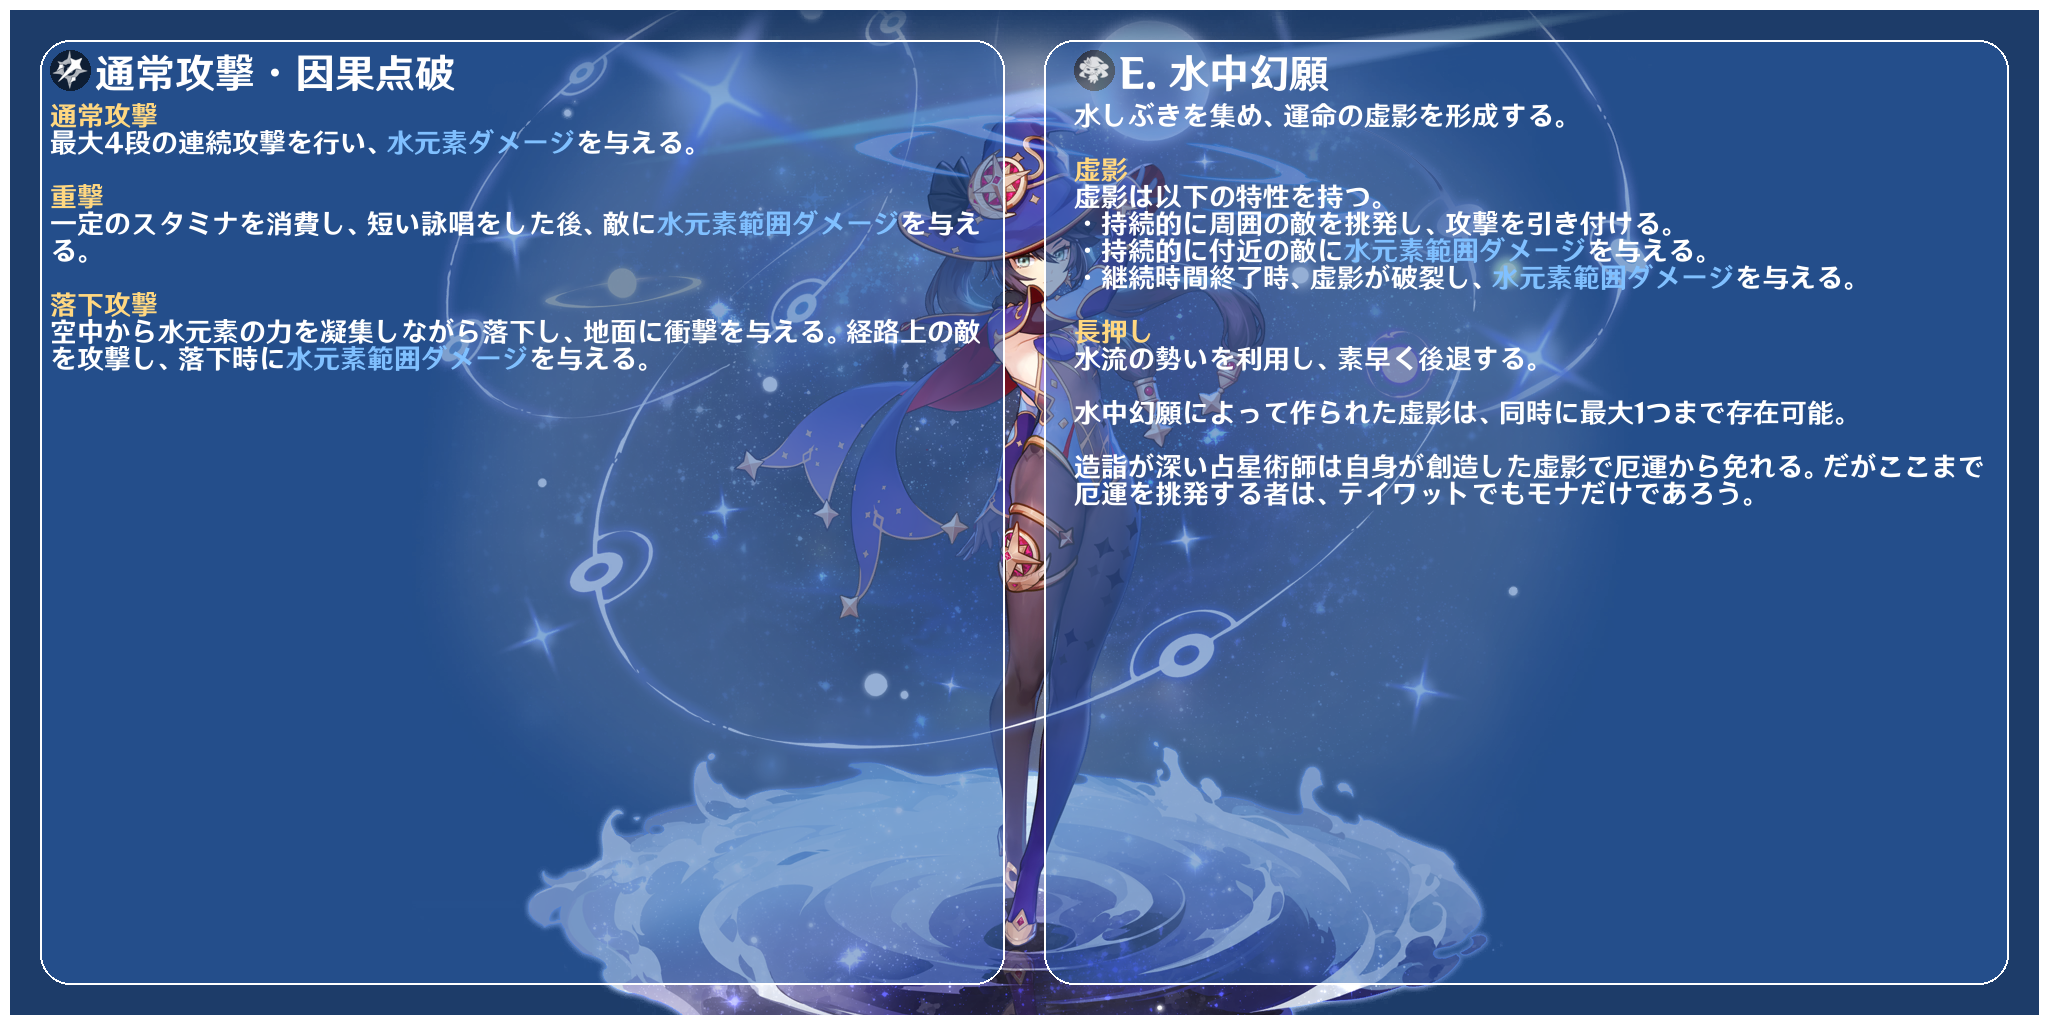 通常攻撃・因果点破
通常攻撃
最大4段の連続攻撃を行い、水元素ダメージを与える。
重撃
一定のスタミナを消費し、短い詠唱をした後、敵に水元素範囲ダメージを与え
る。
落下攻撃
空中から水元素の力を凝集しながら落下し、地面に衝撃を与える。経路上の敵
を攻撃し、落下時に水元素範囲ダメージを与える。
E. 水中幻願
水しぶきを集め、運命の虚影を形成する。
虚影
虚影は以下の特性を持つ。
・持続的に周囲の敵を挑発し、攻撃を引き付ける。
・持続的に付近の敵に水元素範囲ダメージを与える。
・継続時間終了時、虚影が破裂し、水元素範囲ダメージを与える。
長押し
水流の勢いを利用し、素早く後退する。
水中幻願によって作られた虚影は、同時に最大1つまで存在可能。
造詣が深い占星術師は自身が創造した虚影で厄運から免れる。だがここまで
厄運を挑発する者は、テイワットでもモナだけであろう。